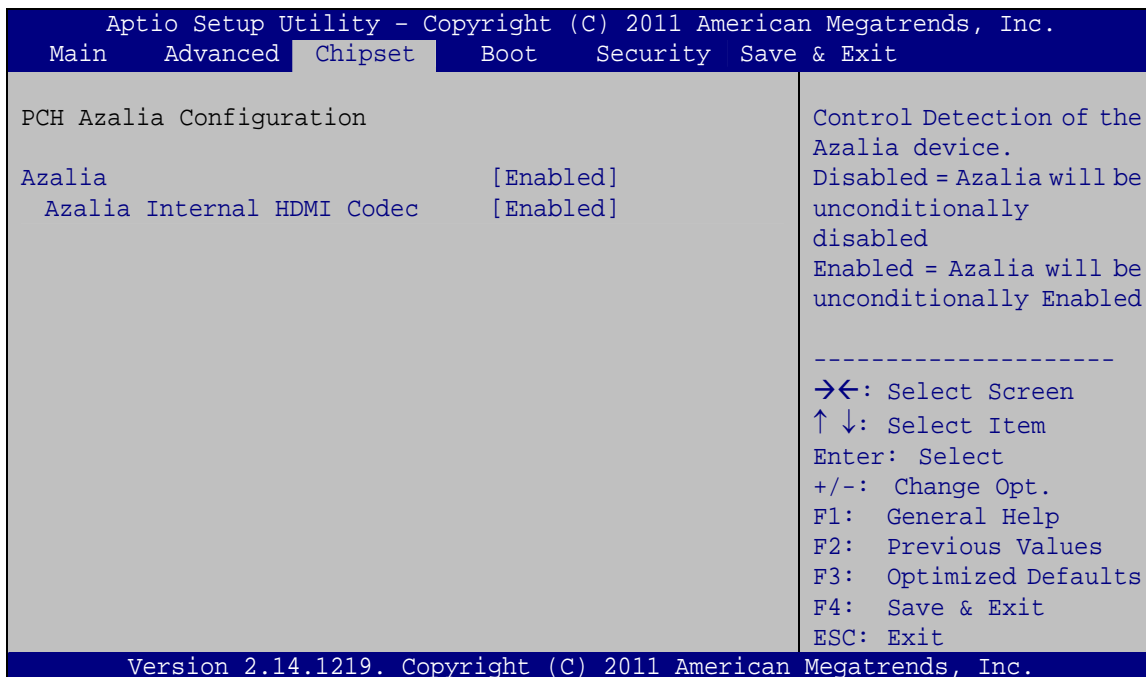 Aptio Setup Utility – Copyright (C) 2011 American Megatrends, Inc.
Main Advanced Chipset Boot Security Save & Exit
PCH Azalia Configuration
Azalia [Enabled]
Azalia Internal HDMI Codec [Enabled]
Control Detection of the
Azalia device.
Disabled = Azalia will be
unconditionally
disabled
Enabled = Azalia will be
unconditionally Enabled
---------------------
→←: Select Screen
↑ ↓: Select Item
Enter: Select
+/-: Change Opt.
F1: General Help
F2: Previous Values
F3: Optimized Defaults
F4: Save & Exit
ESC: Exit
Version 2.14.1219. Copyright (C) 2011 American Megatrends, Inc.